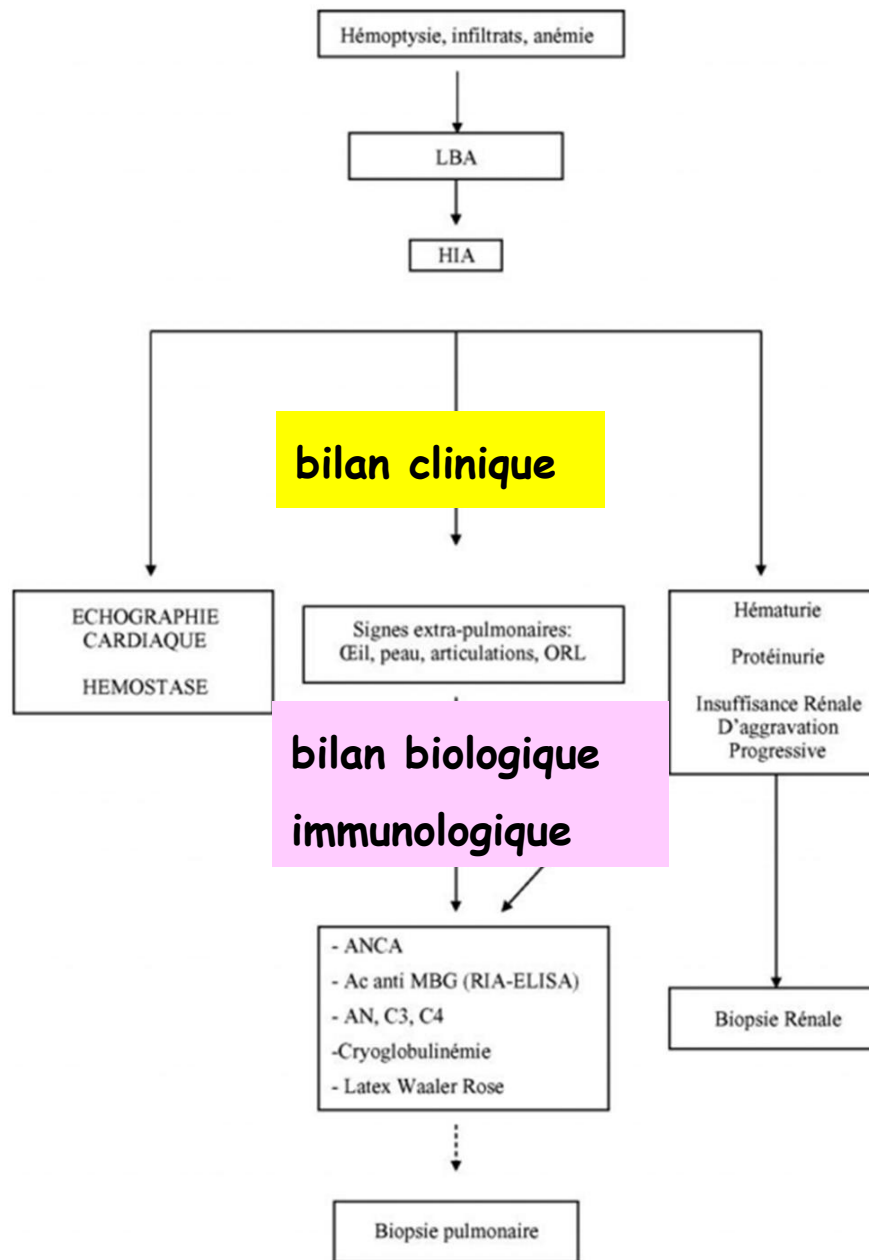 Hémoptysie, infiltrats, anémie
LBA
HIA
bilan clinique
ECHOGRAPHIE
CARDIAQUE
HEMOSTASE
Signes extra-pulmonaires:
Œil, peau, articulations, ORL
Hématurie
Protéinurie
Insuffisance Rénale
D'aggravation
Progressive
bilan biologique
immunologique
- ANCA
- Ac anti MBG (RIA-ELISA)
- AN, C3, C4
-Cryoglobulinémie
- Latex Waaler Rose
Biopsie Rénale
Biopsie pulmonaire